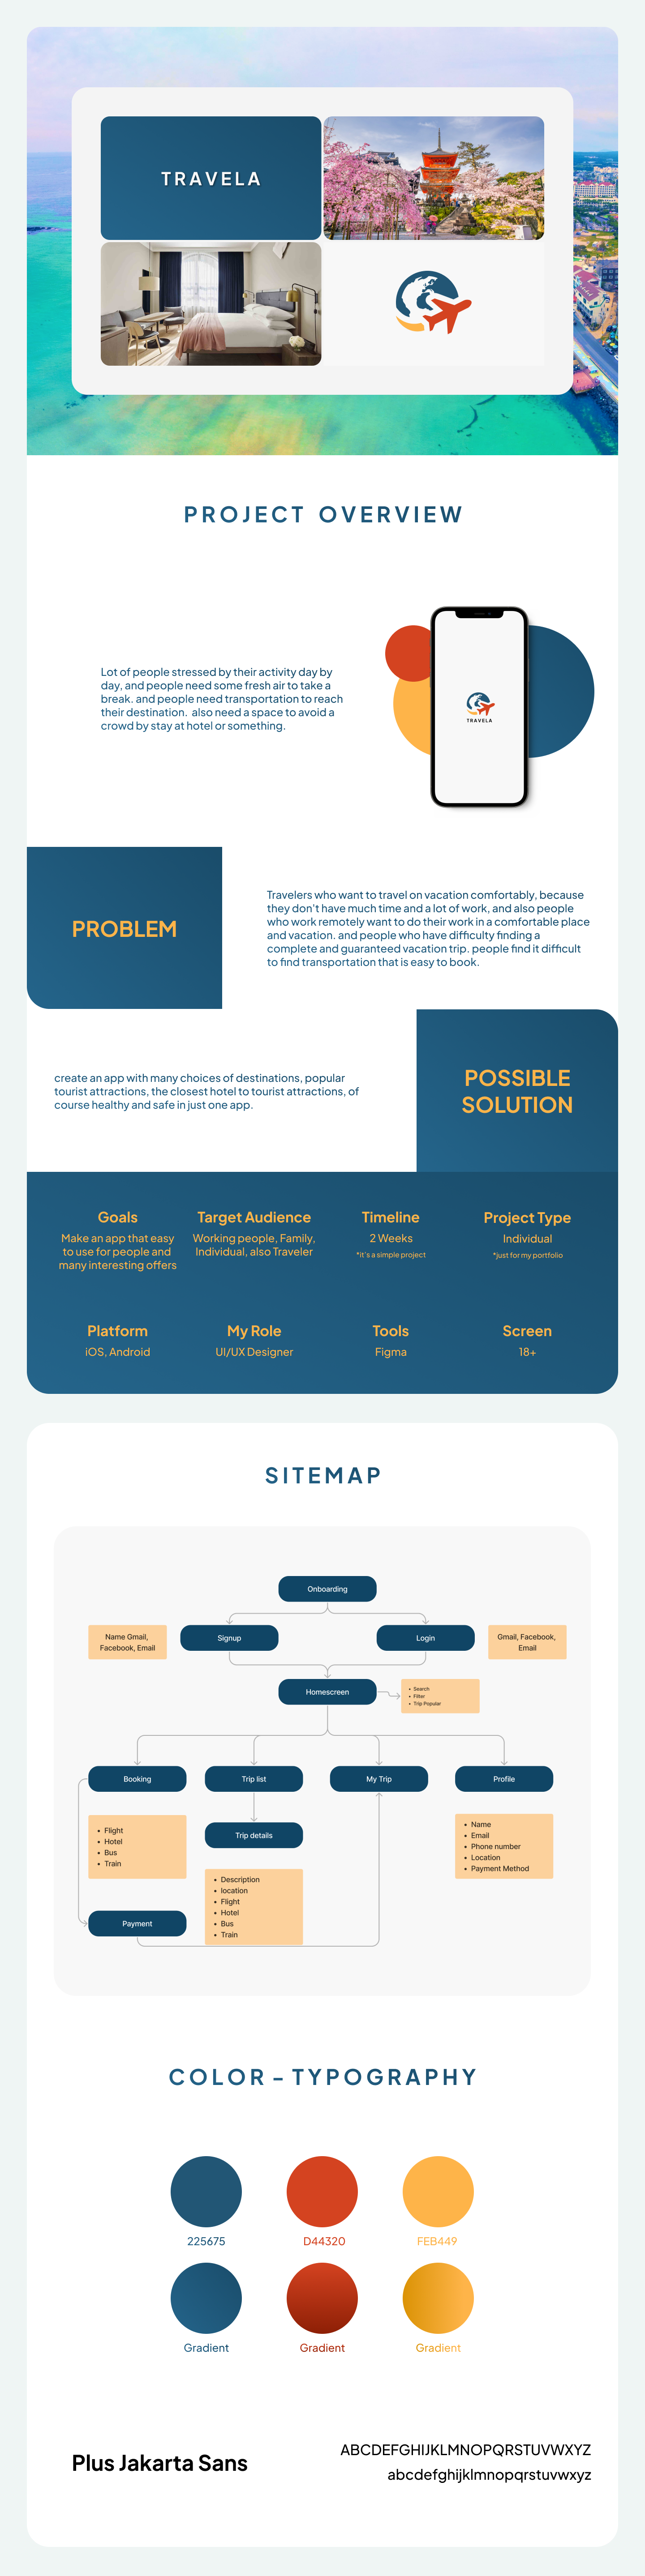 TRAVELA
PROJECT OVERVIEW
Lot of people stressed by their activity day by
day, and people need some fresh air to take a
break. and people need transportation to reach
their destination. also need a space to avoid a
crowd by stay at hotel or something.
TRAVELA
PROBLEM
Travelers who want to travel on vacation comfortably, because
they don't have much time and a lot of work, and also people
who work remotely want to do their work in a comfortable place
and vacation. and people who have difficulty finding a
complete and guaranteed vacation trip. people find it difficult
to find transportation that is easy to book.
create an app with many choices of destinations, popular
tourist attractions, the closest hotel to tourist attractions, of
course healthy and safe in just one app.
POSSIBLE
SOLUTION
Goals
Make an app that easy
to use for people and
many interesting offers
Target Audience
Working people, Family,
Individual, also Traveler
Timeline
2 Weeks
*it's a simple project
Project Type
Individual
*just for my portfolio
Platform
iOS, Android
My Role
UI/UX Designer
Tools
Figma
Screen
18+
SITEMAP
Onboarding
Name Gmail,
Facebook, Email
Signup
Login
Gmail, Facebook,
Email
Homescreen
• Search
• Filter
• Trip Popular
Booking
Trip list
My Trip
Profile
• Flight
• Hotel
• Bus
• Train
Trip details
• Name
• Email
• Phone number
• Location
• Payment Method
• Description
• location
• Flight
• Hotel
• Bus
• Train
Payment
COLOR – TYPOGRAPHY
225675
D44320
FEB449
Gradient
Gradient
Gradient
Plus Jakarta Sans
ABCDEFGHIJKLMNOPQRSTUVWXYZ
abcdefghijklmnopqrstuvwxyz